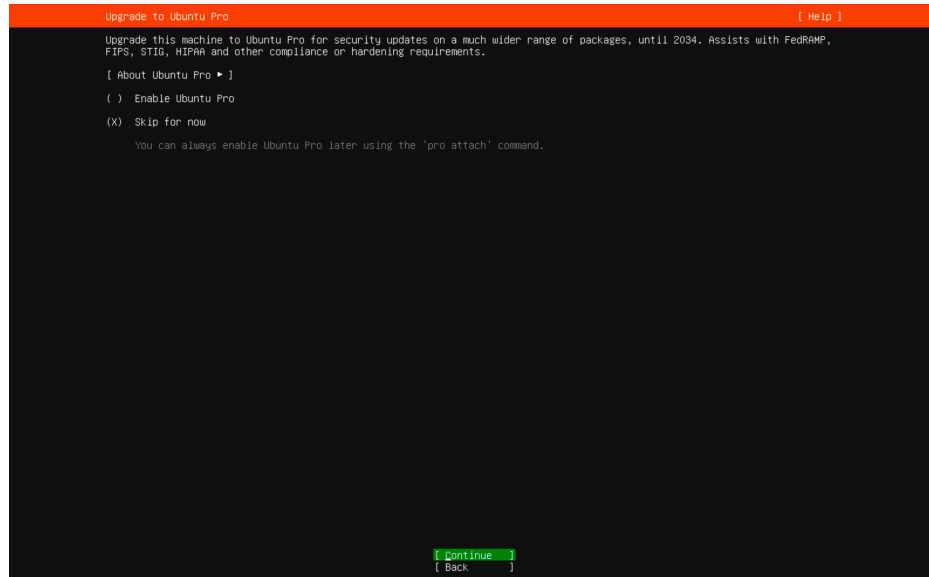 Upgrade to Ubuntu Pro [ Help ]
Upgrade this machine to Ubuntu Pro for security updates on a much wider range of packages, until 2034. Assists with FedRAMP,
FIPS, STIG, HIPAA and other compliance or hardening requirements.
[ About Ubuntu Pro ► ]
( ) Enable Ubuntu Pro
(X) Skip for now
You can always enable Ubuntu Pro later using the 'pro attach' command.
[ Continue ]
[ Back ]